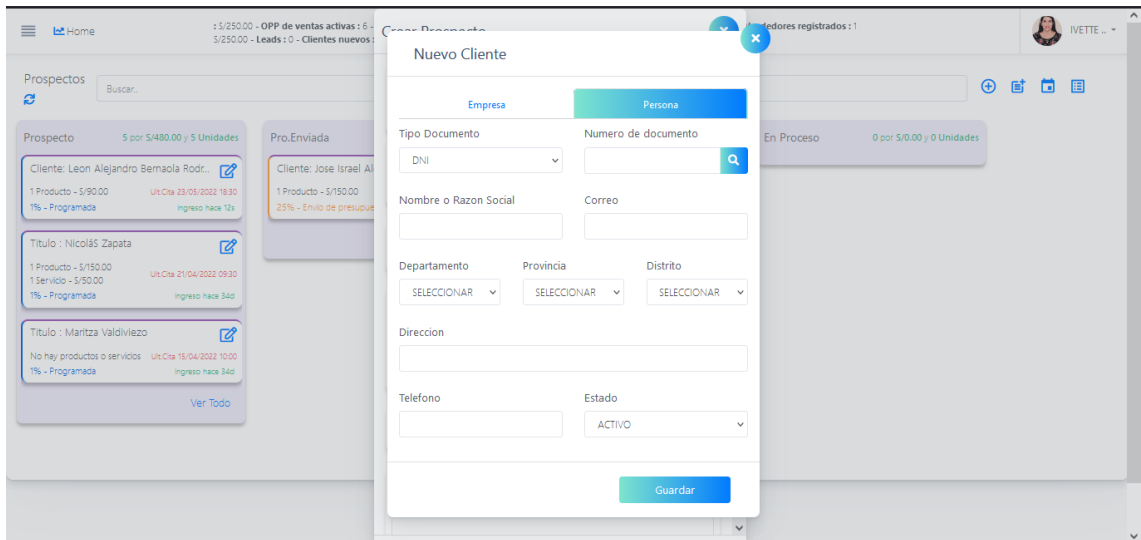 Home
: S/250.00 - OPP de ventas activas : 6 -
S/250.00 - Leads : 0 - Clientes nuevos :
dedores registrados : 1
IVETTE .. 
Crear Prospecto
Nuevo Cliente
Prospectos
Buscar..
Empresa
Persona
Prospecto
5 por S/480.00 y 5 Unidades
Pro.Enviada
En Proceso
0 por S/0.00 y 0 Unidades
Cliente: Leon Alejandro Bernaola Rodr...
1 Producto - S/90.00
Ult.Cita 23/05/2022 18:30
1% - Programada
Ingreso hace 12s
Cliente: Jose Israel Al
1 Producto - S/150.00
25% - Envio de presupue
Titulo : NicoláS Zapata
1 Producto - S/150.00
1 Servicio - S/50.00
Ult.Cita 21/04/2022 09:30
1% - Programada
Ingreso hace 34d
Titulo : Maritza Valdiviezo
No hay productos o servicios
Ult.Cita 15/04/2022 10:00
1% - Programada
Ingreso hace 34d
Ver Todo
Tipo Documento
Numero de documento
DNI
Nombre o Razon Social
Correo
Departamento
Provincia
Distrito
SELECCIONAR
SELECCIONAR
SELECCIONAR
Direccion
Telefono
Estado
ACTIVO
Guardar